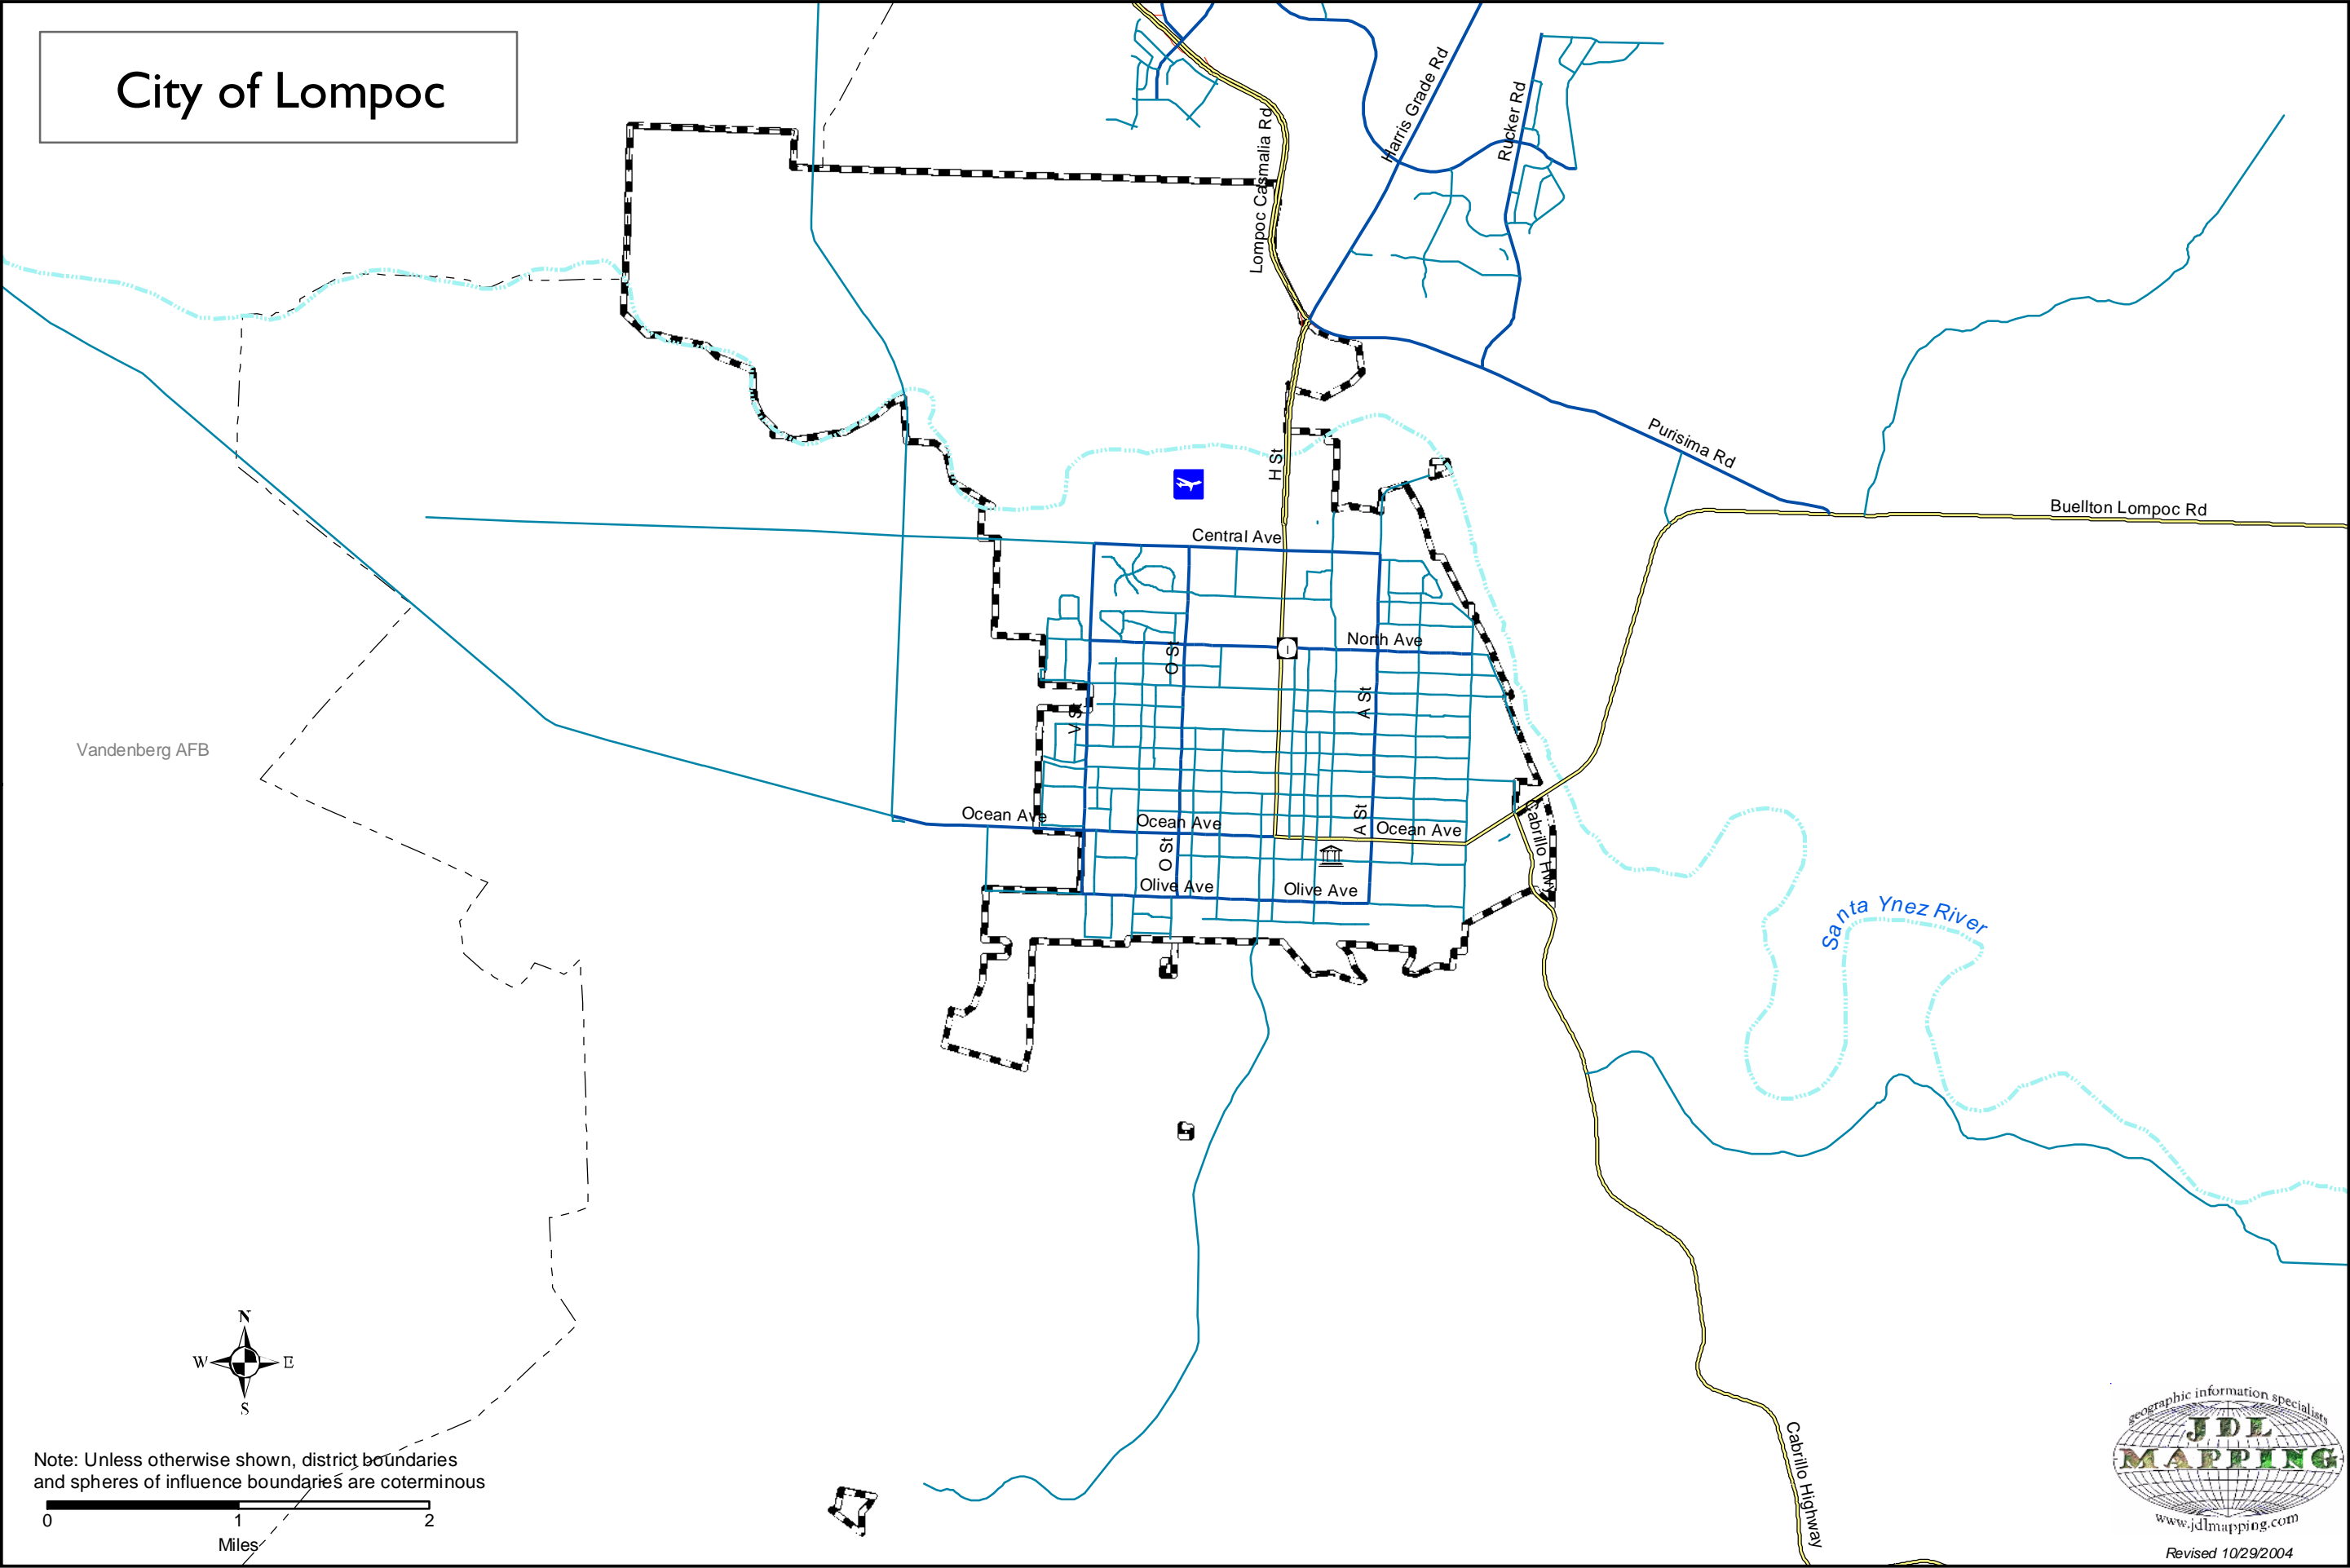 City of Lompoc
Lompoc Casmalia Rd
Harris Grade Rd
Rucker Rd
H St
Purisima Rd
Buellton Lompoc Rd
Central Ave
North Ave
O St
A St
V St
Vandenberg AFB
Ocean Ave
Ocean Ave
A St
Ocean Ave
Cabrillo Hwy
O St
Olive Ave
Olive Ave
Santa Ynez River
N
W E
S
Note: Unless otherwise shown, district boundaries
and spheres of influence boundaries are coterminous
0 1 2
Miles
Cabrillo Highway
geographic information specialists
JDL
MAPPING
www.jdlmapping.com
Revised 10/29/2004